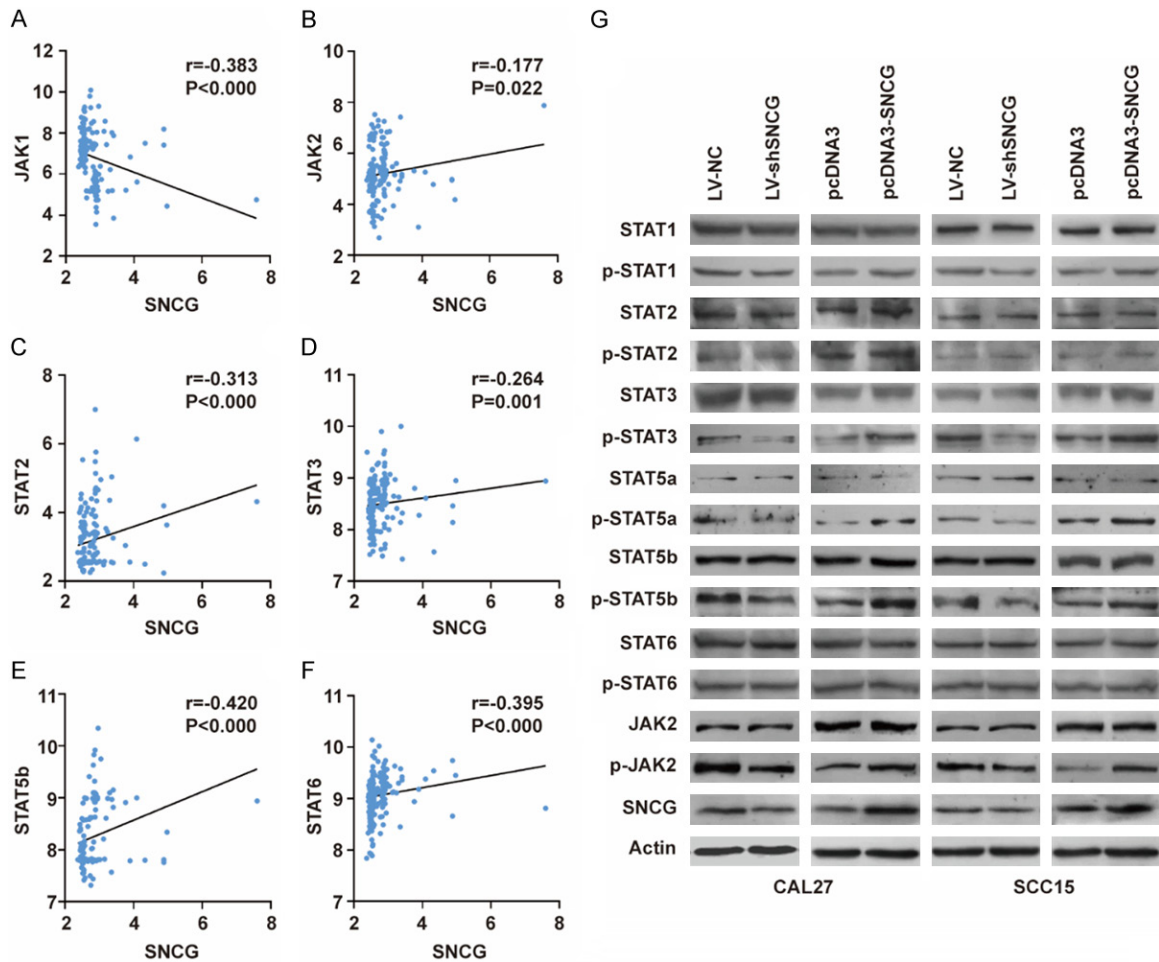 A
JAK1
12
10
8
6
4
2
r=-0.383
P<0.000
2 4 6 8
SNCG
B
JAK2
10
8
6
4
2
r=-0.177
P=0.022
2 4 6 8
SNCG
C
STAT2
8
6
4
2
r=-0.313
P<0.000
2 4 6 8
SNCG
D
STAT3
11
10
9
8
7
r=-0.264
P=0.001
2 4 6 8
SNCG
E
STAT5b
11
10
9
8
7
r=-0.420
P<0.000
2 4 6 8
SNCG
F
STAT6
11
10
9
8
7
r=-0.395
P<0.000
2 4 6 8
SNCG
G
LV-NC
LV-shSNCG
pcDNA3
pcDNA3-SNCG
LV-NC
LV-shSNCG
pcDNA3
pcDNA3-SNCG
STAT1
p-STAT1
STAT2
p-STAT2
STAT3
p-STAT3
STAT5a
p-STAT5a
STAT5b
p-STAT5b
STAT6
p-STAT6
JAK2
p-JAK2
SNCG
Actin
CAL27 SCC15